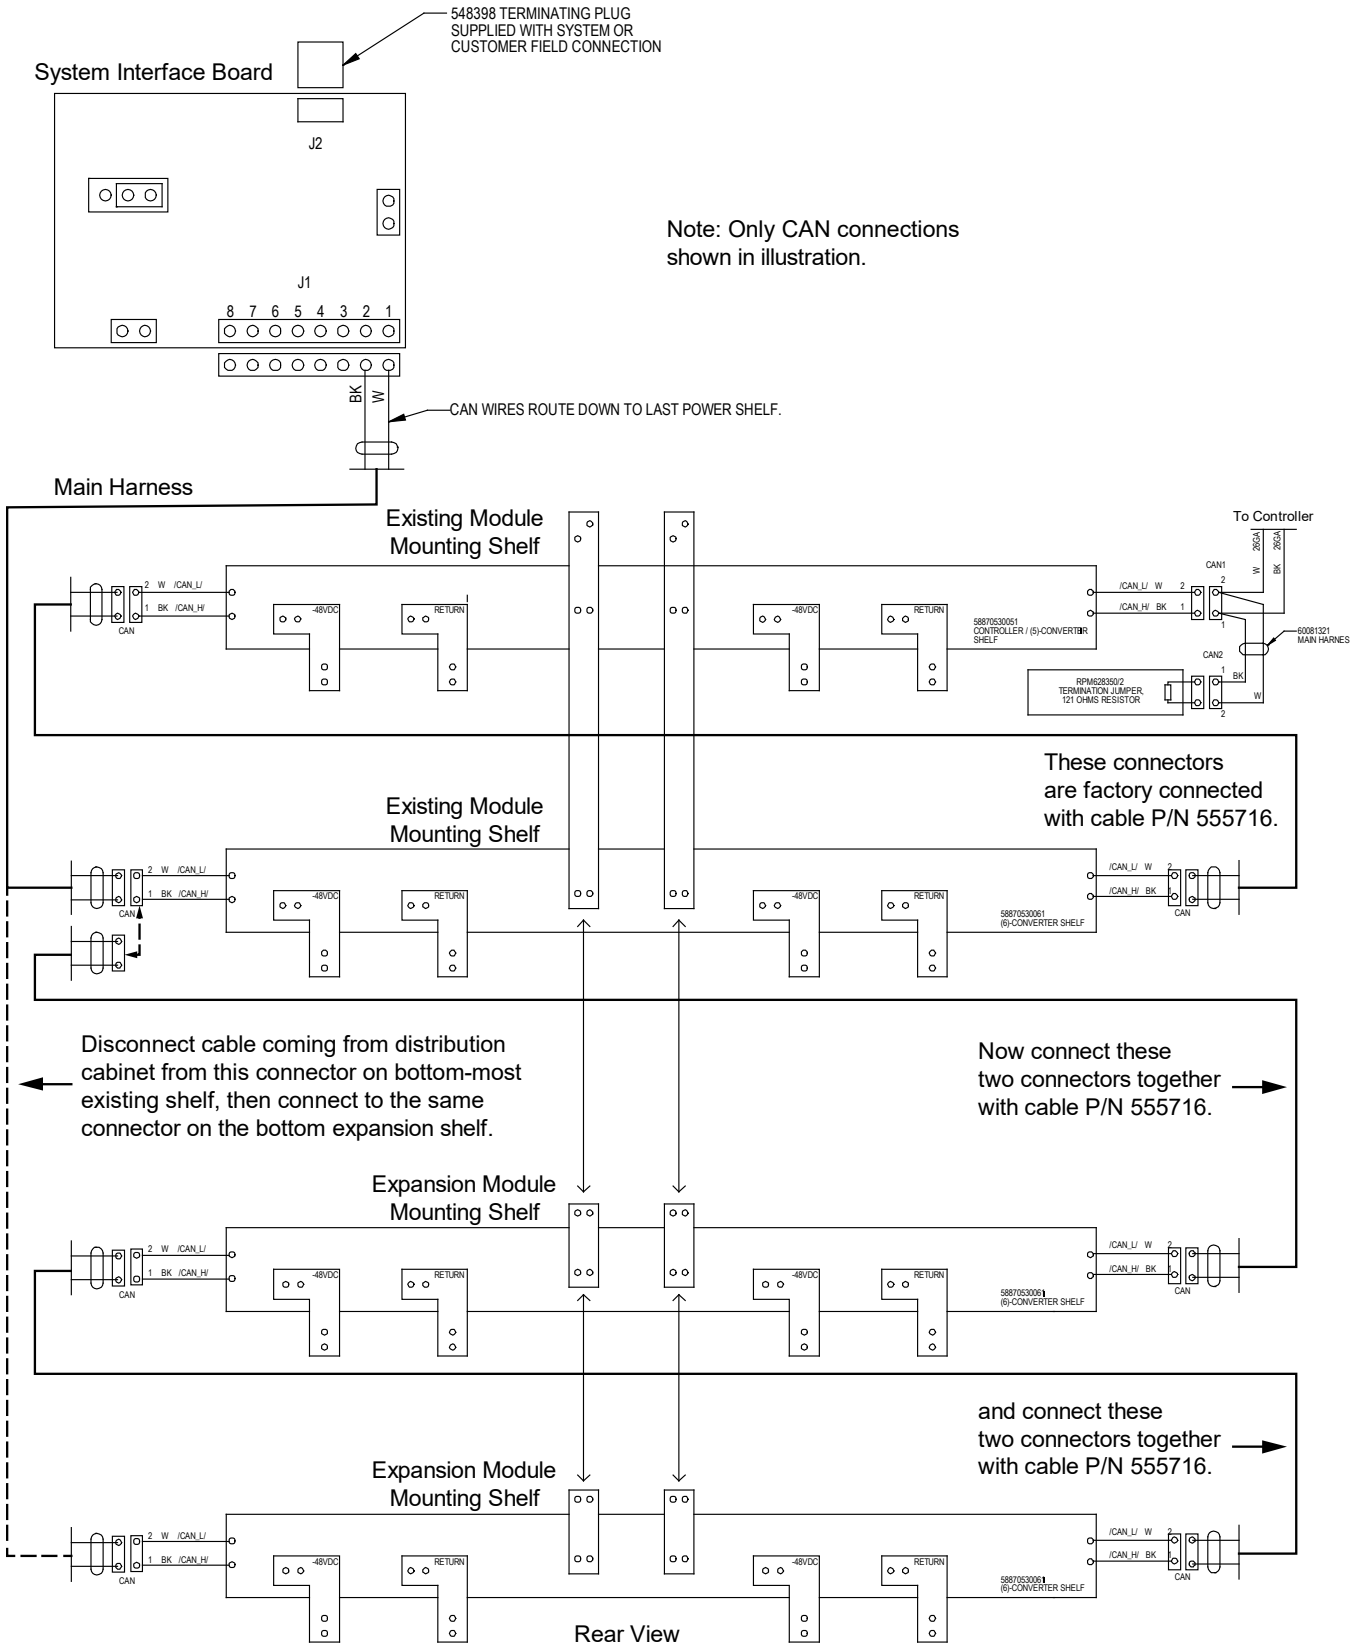 548398 TERMINATING PLUG
SUPPLIED WITH SYSTEM OR
CUSTOMER FIELD CONNECTION
System Interface Board
J2
Note: Only CAN connections
shown in illustration.
J1
8 7 6 5 4 3 2 1
BK
W
CAN WIRES ROUTE DOWN TO LAST POWER SHELF.
Main Harness
Existing Module
Mounting Shelf
To Controller
W 26GA
BK 26GA
CAN1
2 W /CAN_L/
1 BK /CAN_H/
CAN
-48VDC
RETURN
-48VDC
RETURN
58870530051
CONTROLLER / (5)-CONVERTER
SHELF
/CAN_L/ W 2
/CAN_H/ BK 1
2
1
60081321
MAIN HARNES
CAN2
1
BK
W
2
RPM628350/2
TERMINATION JUMPER,
121 OHMS RESISTOR
These connectors
are factory connected
with cable P/N 555716.
Existing Module
Mounting Shelf
2 W /CAN_L/
1 BK /CAN_H/
CAN
-48VDC
RETURN
-48VDC
RETURN
58870530061
(6)-CONVERTER SHELF
/CAN_L/ W 2
/CAN_H/ BK 1
CAN
Disconnect cable coming from distribution
cabinet from this connector on bottom-most
existing shelf, then connect to the same
connector on the bottom expansion shelf.
Now connect these
two connectors together
with cable P/N 555716.
Expansion Module
Mounting Shelf
2 W /CAN_L/
1 BK /CAN_H/
CAN
-48VDC
RETURN
-48VDC
RETURN
58870530061
(6)-CONVERTER SHELF
/CAN_L/ W 2
/CAN_H/ BK 1
CAN
and connect these
two connectors together
with cable P/N 555716.
Expansion Module
Mounting Shelf
2 W /CAN_L/
1 BK /CAN_H/
CAN
-48VDC
RETURN
-48VDC
RETURN
58870530061
(6)-CONVERTER SHELF
/CAN_L/ W 2
/CAN_H/ BK 1
CAN
Rear View